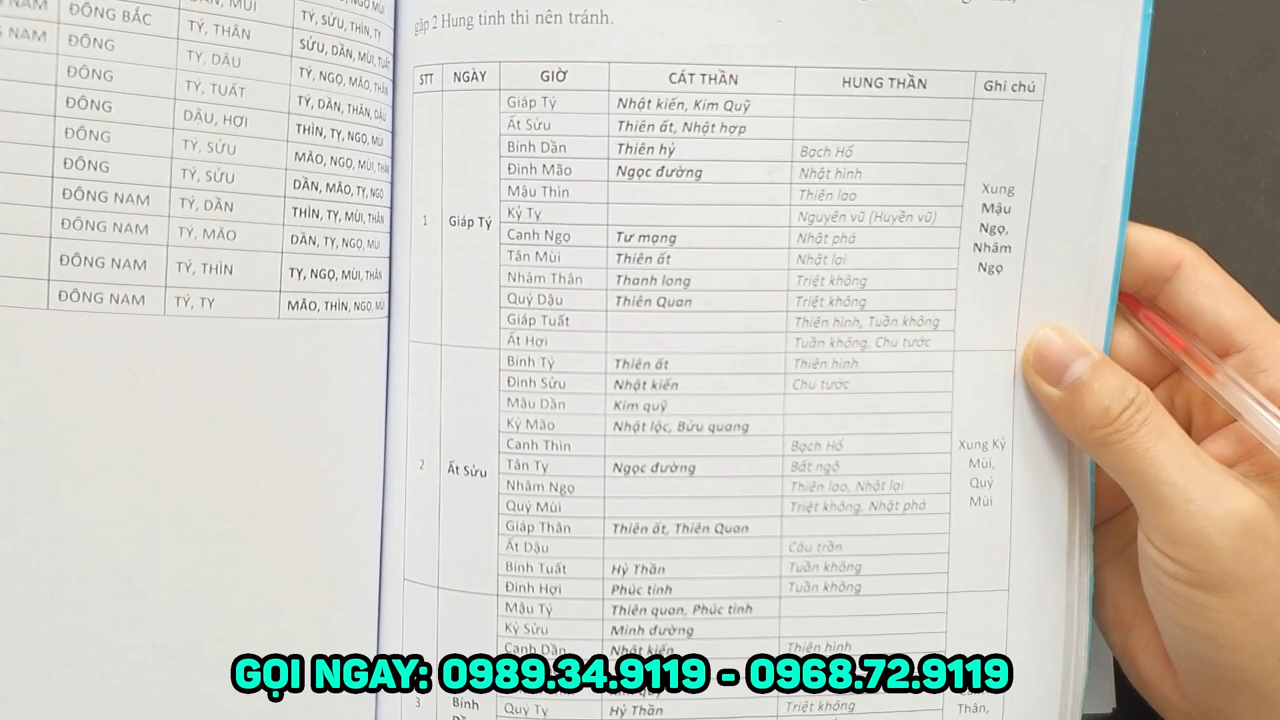 NAM ĐÔNG BẮC DẦN, MÙI
TÝ, SỬU, THÌN, TỴ
NAM ĐÔNG TÝ, THÂN SỬU, DẦN, MÙI, TUẤT
ĐÔNG TÝ, DẬU TÝ, NGỌ, MÃO, THÂN
ĐÔNG TÝ, TUẤT TÝ, DẦN, THÂN, DẬU
ĐÔNG DẬU, HỢI THÌN, TỴ, NGỌ, MÙI
ĐÔNG TÝ, SỬU MÃO, NGỌ, MÙI, THÂN
ĐÔNG TÝ, SỬU DẦN, MÃO, TỴ, NGỌ
ĐÔNG NAM TÝ, DẦN THÌN, TỴ, MÙI, THÂN
ĐÔNG NAM TÝ, MÃO DẦN, TỴ, NGỌ, MÙI
ĐÔNG NAM TÝ, THÌN TỴ, NGỌ, MÙI, THÂN
ĐÔNG NAM TÝ, TỴ MÃO, THÌN, NGỌ, MÙI
gặp 2 Hung tinh thì nên tránh.
STT NGÀY GIỜ CÁT THẦN HUNG THẦN Ghi chú
1 Giáp Tý
Giáp Tý Nhật kiến, Kim Quỹ
Ất Sửu Thiên ất, Nhật hợp
Bính Dần Thiên hỷ Bạch Hổ
Đinh Mão Ngọc đường Nhật hình
Mậu Thìn Thiên lao
Kỷ Tỵ Nguyên vũ (Huyền vũ)
Canh Ngọ Tư mạng Nhật phá
Tân Mùi Thiên ất Nhật lại
Nhâm Thân Thanh long Triệt không
Quý Dậu Thiên Quan Triệt không
Giáp Tuất Thiên hình, Tuần không
Ất Hợi Tuần không, Chu tước
Xung
Mậu
Ngọ,
Nhâm
Ngọ
2 Ất Sửu
Bính Tý Thiên ất Thiên hình
Đinh Sửu Nhật kiến Chu tước
Mậu Dần Kim quỹ
Kỷ Mão Nhật lộc, Bửu quang
Canh Thìn Bạch Hổ
Tân Tỵ Ngọc đường Bất ngộ
Nhâm Ngọ Thiên lao, Nhật lại
Quý Mùi Triệt không, Nhật phá
Giáp Thân Thiên ất, Thiên Quan
Ất Dậu Câu trần
Bính Tuất Hỷ Thần Tuần không
Đinh Hợi Phúc tinh Tuần không
Xung Kỷ
Mùi,
Quý
Mùi
3 Bính
Mậu Tý Thiên quan, Phúc tinh
Kỷ Sửu Minh đường
Canh Dần Nhật kiến Thiên hình
Quý Tỵ Hỷ Thần Triệt không
Thân,
GỌI NGAY: 0989.34.9119 - 0968.72.9119